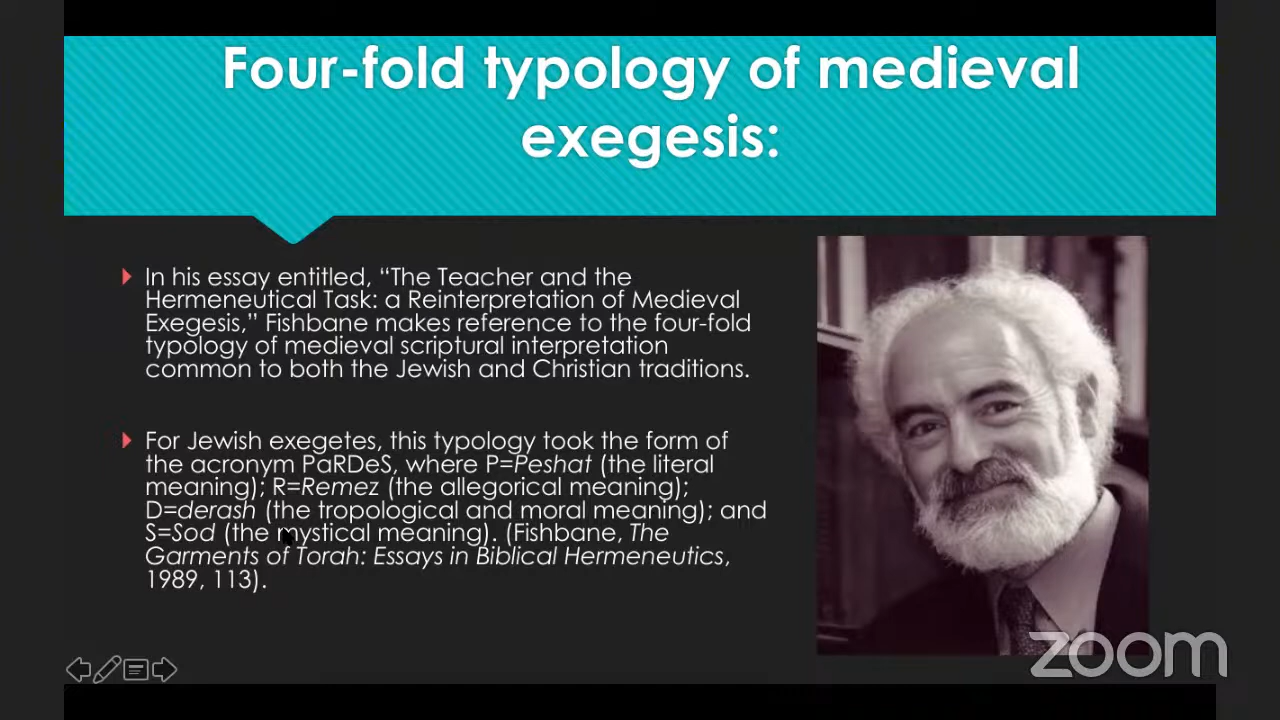 Four-fold typology of medieval
exegesis:
In his essay entitled, “The Teacher and the
Hermeneutical Task: a Reinterpretation of Medieval
Exegesis,” Fishbane makes reference to the four-fold
typology of medieval scriptural interpretation
common to both the Jewish and Christian traditions.
For Jewish exegetes, this typology took the form of
the acronym PaRDeS, where P=Peshat (the literal
meaning); R=Remez (the allegorical meaning);
D=derash (the tropological and moral meaning); and
S=Sod (the mystical meaning). (Fishbane, The
Garments of Torah: Essays in Biblical Hermeneutics,
1989, 113).
zoom